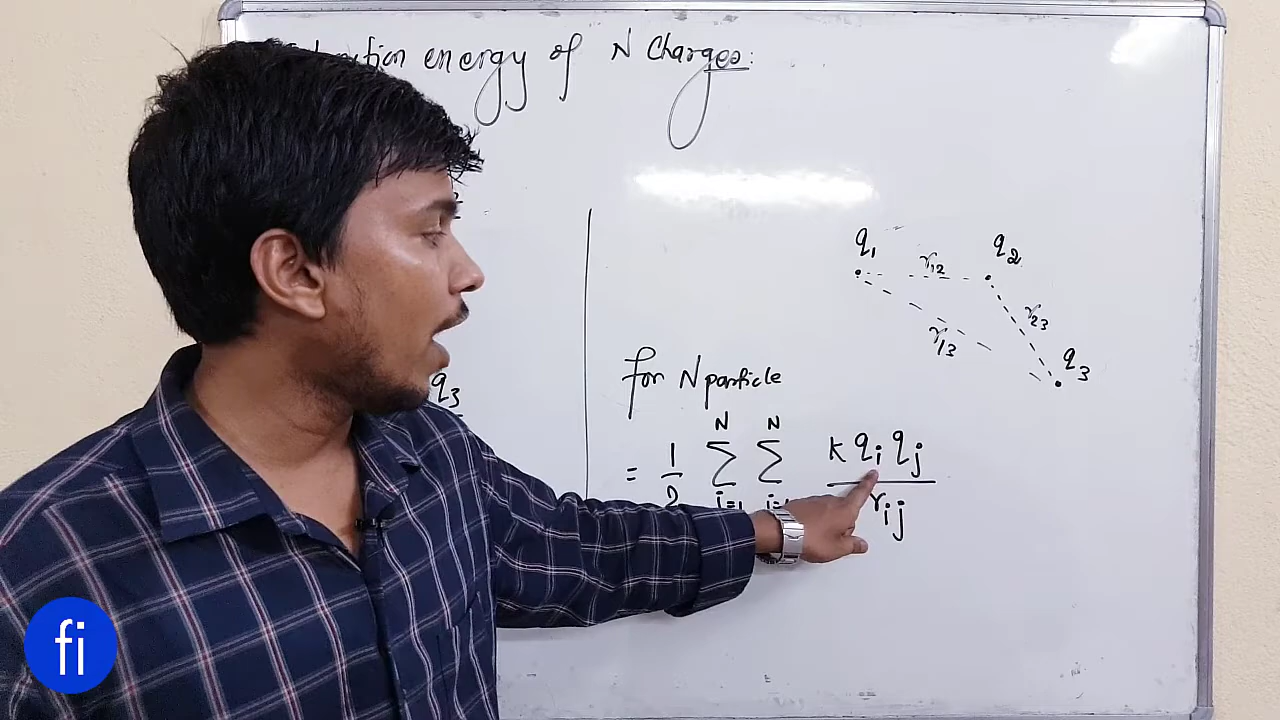 energy of N Charges:
q₁ r₁₂ q₂
r₂₃
r₁₃
q₃
q₃
for N particle
= 1/2 N∑i=1 N∑ k qᵢ qⱼ / rᵢⱼ
fi